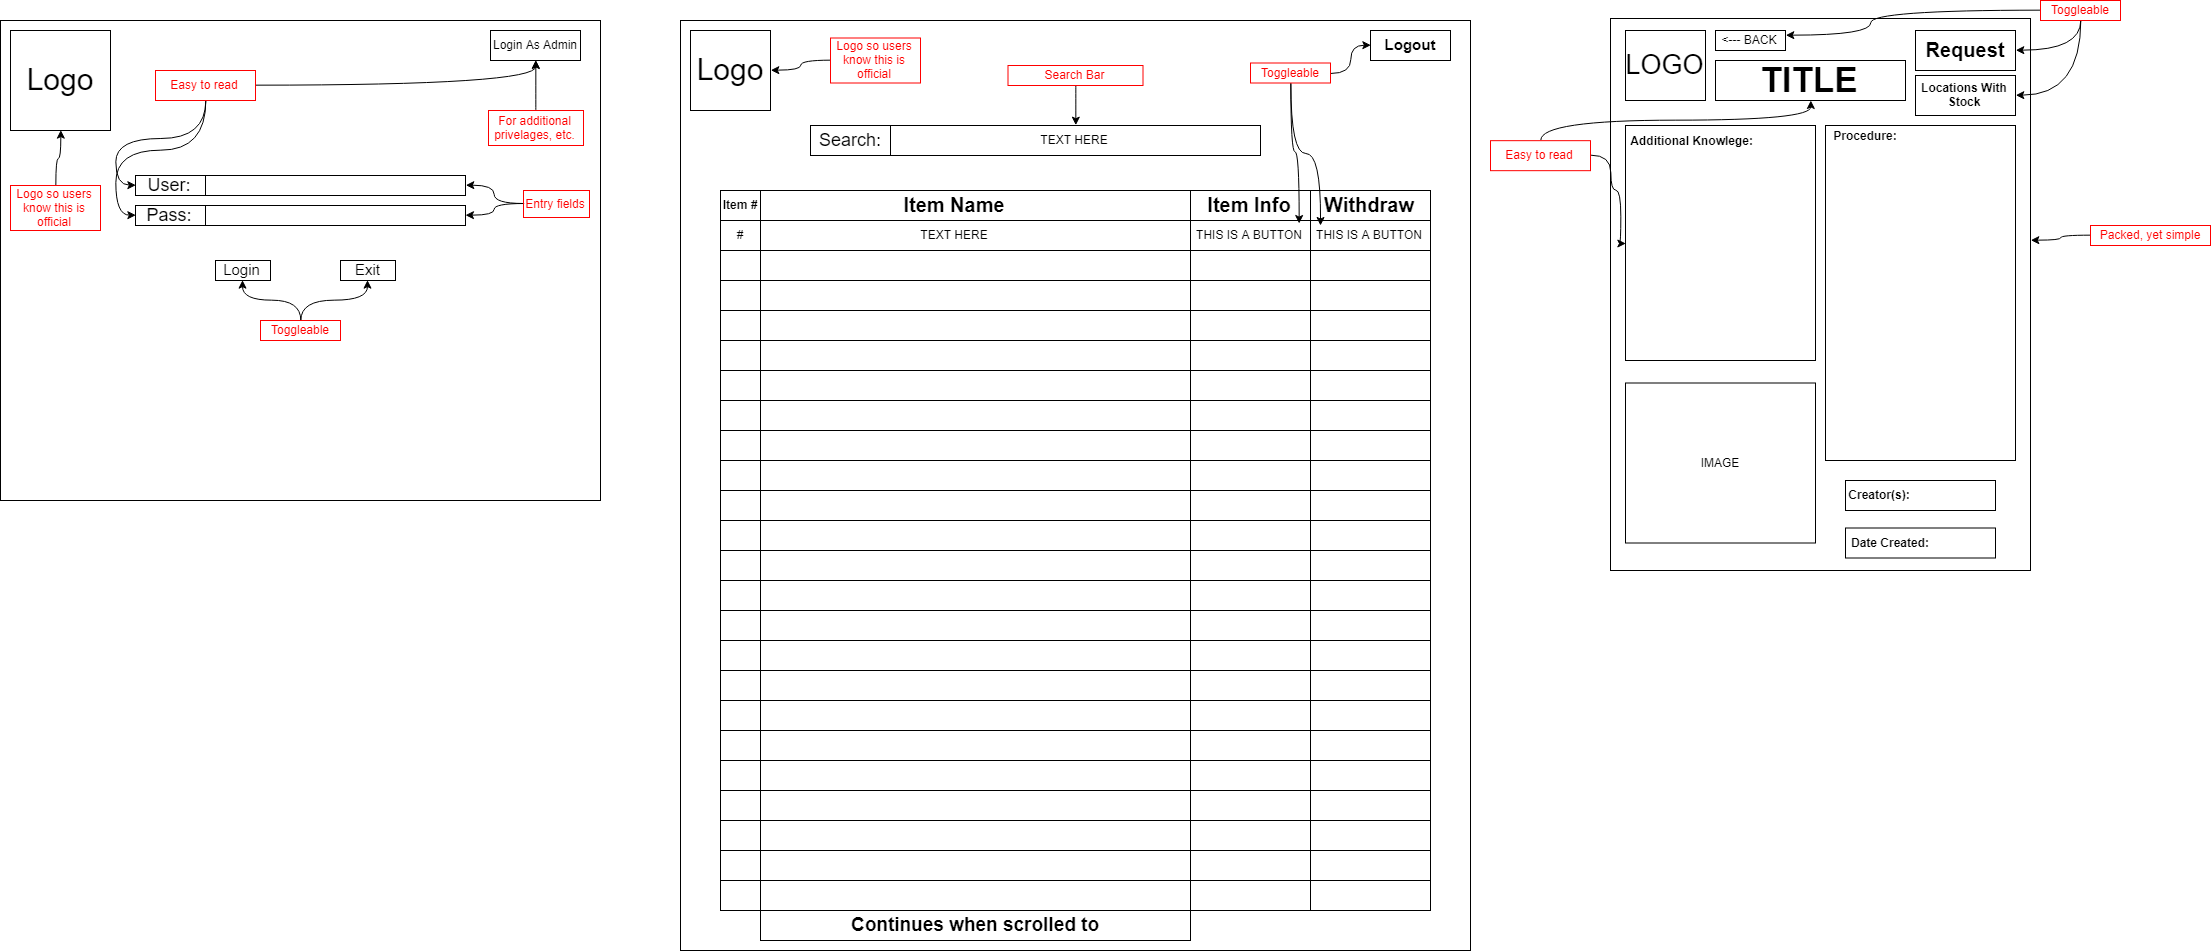 Logo
Login As Admin
Easy to read
For additional
privelages, etc.
Logo so users
know this is
official
User:
Pass:
Entry fields
Login
Exit
Toggleable
Logo
Logo so users
know this is
official
Search Bar
Toggleable
Logout
Search:
TEXT HERE
Item #
Item Name
Item Info
Withdraw
#
TEXT HERE
THIS IS A BUTTON
THIS IS A BUTTON
Continues when scrolled to
Toggleable
LOGO
<--- BACK
TITLE
Request
Locations With
Stock
Easy to read
Additional Knowlege:
Procedure:
Packed, yet simple
IMAGE
Creator(s):
Date Created: